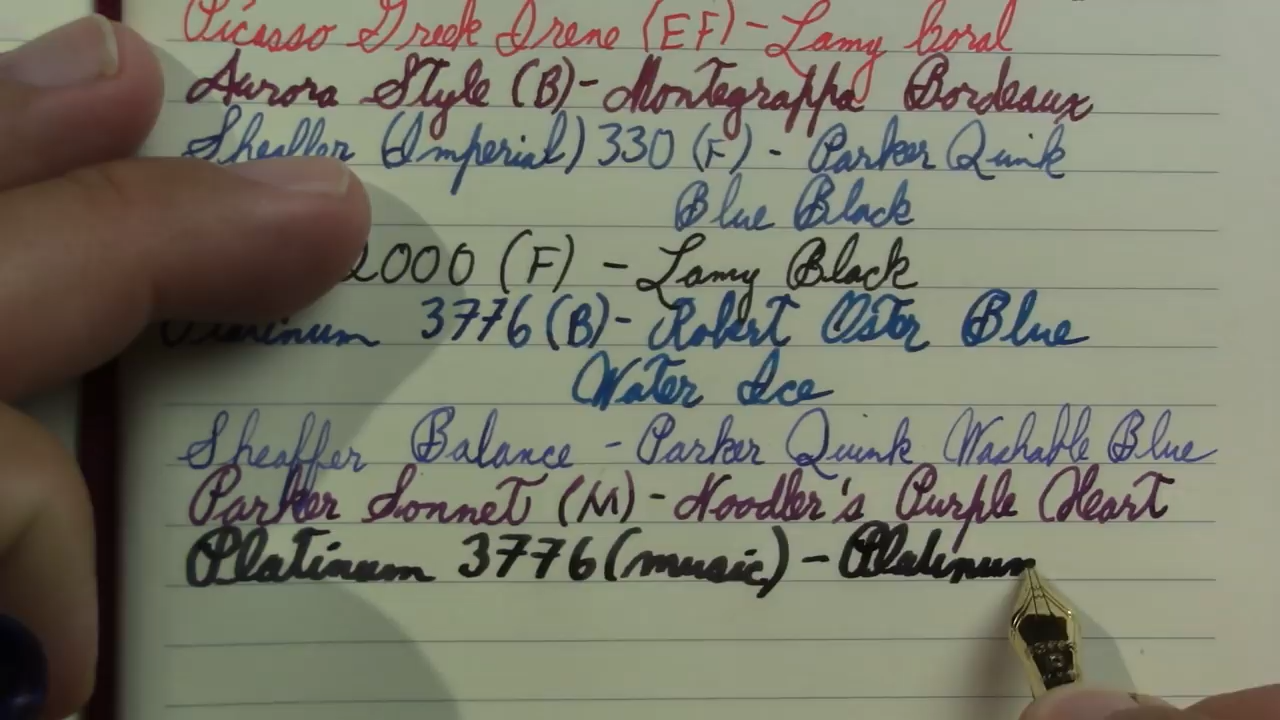 Picasso Greek Irene (EF) - Lamy Coral
Aurora Style (B) - Montegrappa Bordeaux
Sheaffer (Imperial) 330 (F) - Parker Quink
Blue Black
2000 (F) - Lamy Black
Platinum 3776 (B) - Robert Oster Blue
Water Ice
Sheaffer Balance - Parker Quink Washable Blue
Parker Sonnet (M) - Noodler's Purple Heart
Platinum 3776 (music) - Platinum